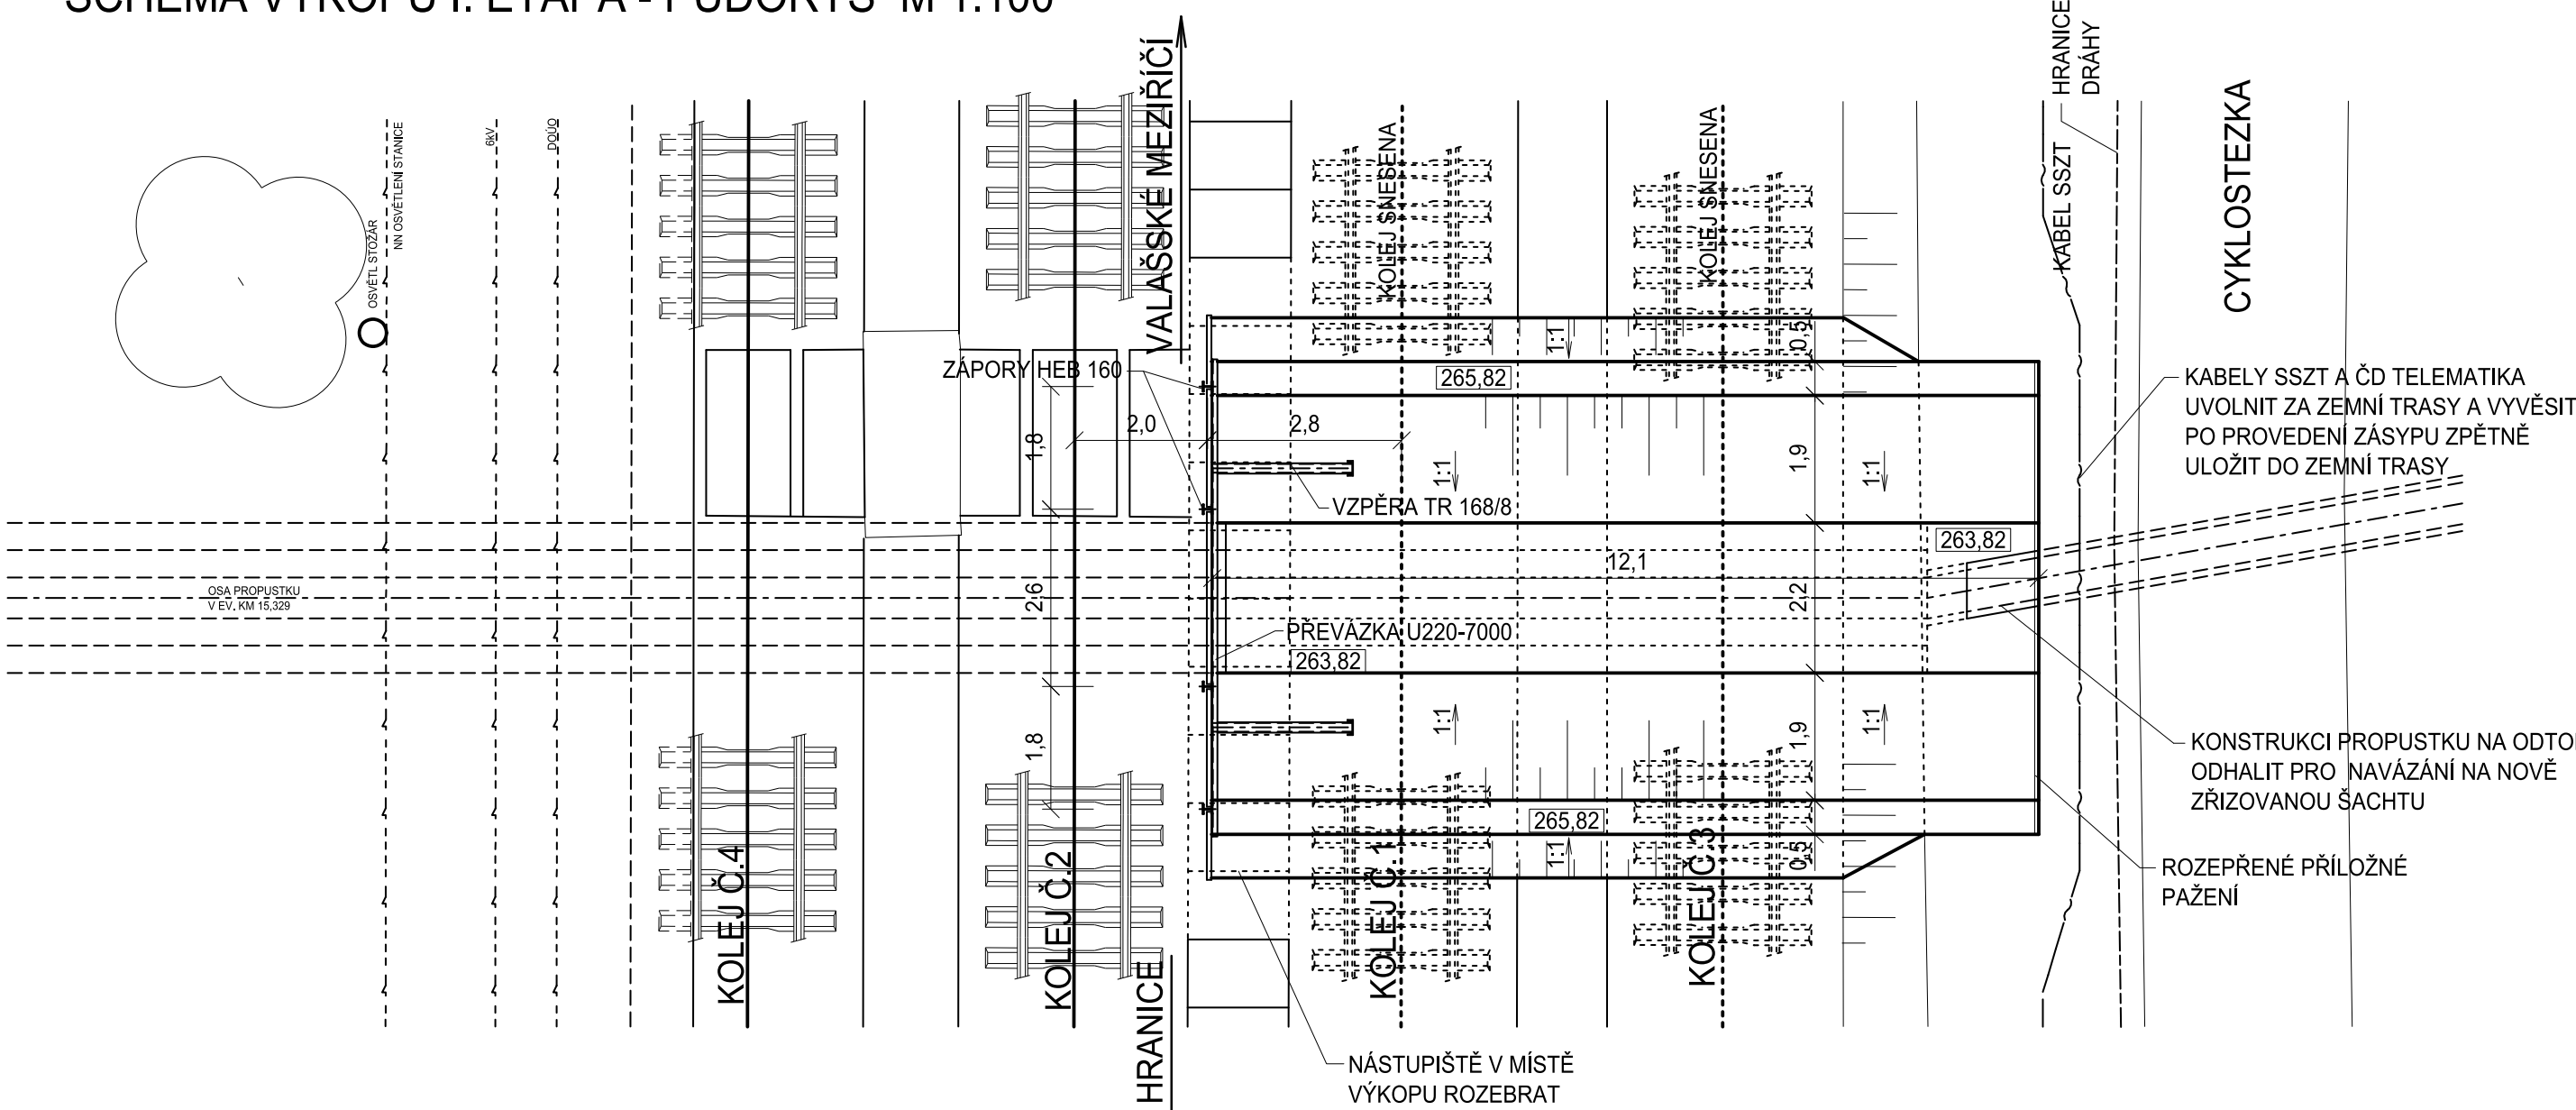 SCHÉMA VÝKOPŮ I. ETAPA - PŮDORYS M 1:100
VALAŠSKÉ MEZIŘÍČÍ
HRANICE
DRÁHY
CYKLOSTEZKA
KABEL SSZT
NN OSVĚTLENÍ STANICE
OSVĚTL STOŽÁR
6kV
DOÚO
KOLEJ SNESENA
KOLEJ SNESENA
ZÁPORY HEB 160
265,82
1:1
0,5
2,0
2,8
1,8
1,9
1:1
1:1
VZPĚRA TR 168/8
KABELY SSZT A ČD TELEMATIKA
UVOLNIT ZA ZEMNÍ TRASY A VYVĚSIT
PO PROVEDENÍ ZÁSYPU ZPĚTNĚ
ULOŽIT DO ZEMNÍ TRASY
263,82
12,1
OSA PROPUSTKU
V EV. KM 15,329
2,6
2,2
PŘEVÁZKA U220-7000
263,82
1,8
1:1
1,9
1:1
KONSTRUKCI PROPUSTKU NA
ODHALIT PRO NAVÁZÁNÍ NA NOVĚ
ZŘIZOVANOU ŠACHTU
265,82
1:1
0,5
ROZEPŘENÉ PŘÍLOŽNÉ
PAŽENÍ
KOLEJ Č.4
KOLEJ Č.2
KOLEJ Č.1
KOLEJ Č.3
HRANICE
NÁSTUPIŠTĚ V MÍSTĚ
VÝKOPU ROZEBRAT